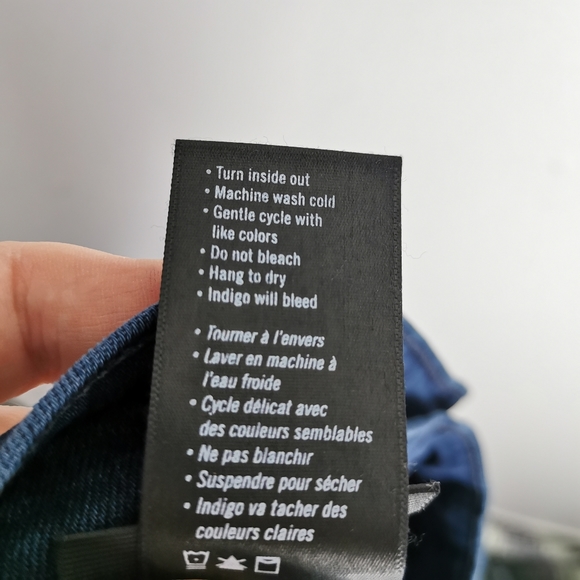 • Turn inside out
• Machine wash cold
• Gentle cycle with
like colors
• Do not bleach
• Hang to dry
• Indigo will bleed
• Tourner à l'envers
• Laver en machine à
l'eau froide
• Cycle délicat avec
des couleurs semblables
• Ne pas blanchir
• Suspendre pour sécher
• Indigo va tacher des
couleurs claires